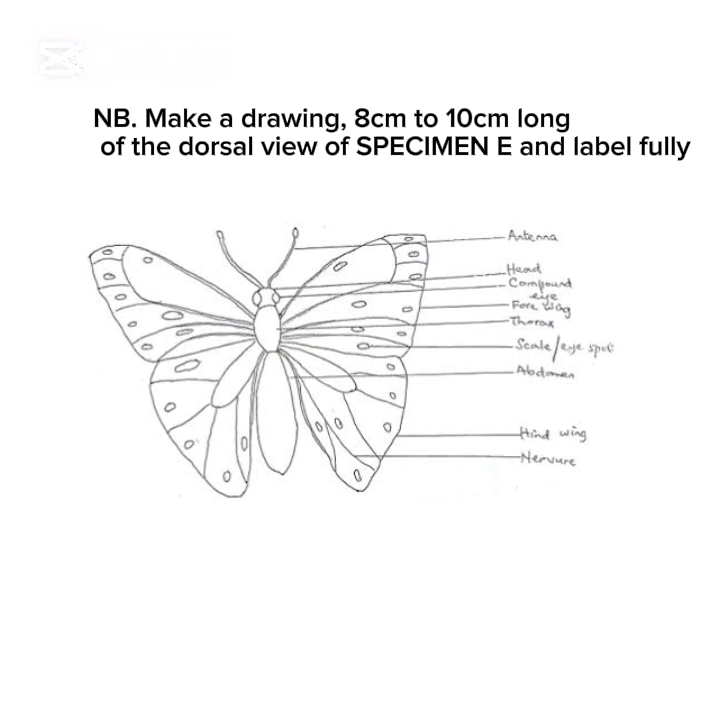 NB. Make a drawing, 8cm to 10cm long
of the dorsal view of SPECIMEN E and label fully
Antenna
Head
Compound
eye
Fore wing
Thorax
Scale/eye spot
Abdomen
Hind wing
Nervure